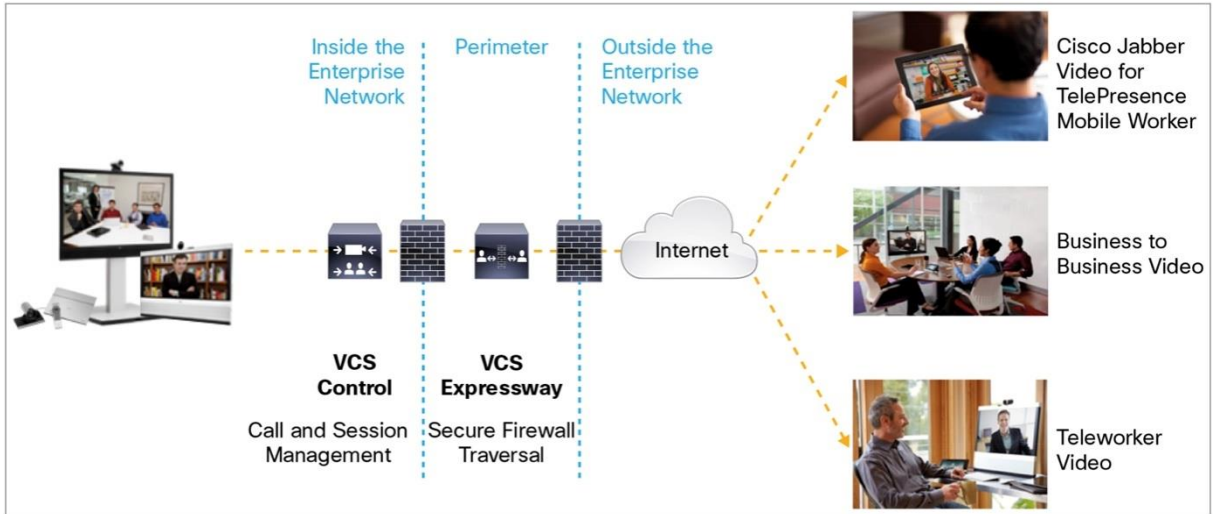 Inside the
Enterprise
Network
Perimeter
Outside the
Enterprise
Network
Internet
VCS
Control
Call and Session
Management
VCS
Expressway
Secure Firewall
Traversal
Cisco Jabber
Video for
TelePresence
Mobile Worker
Business to
Business Video
Teleworker
Video